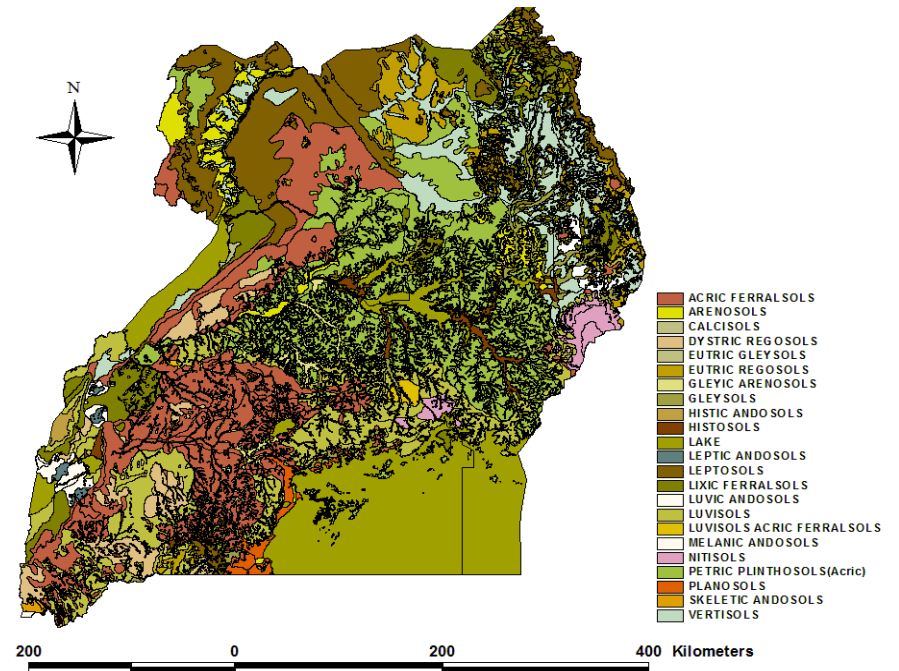 N
ACRIC FERRALSOLS
ARENOSOLS
CALCISOLS
DYSTRIC REGOSOLS
EUTRIC GLEYSOLS
EUTRIC REGOSOLS
GLEYIC ARENOSOLS
GLEYSOLS
HISTIC ANDOSOLS
HISTOSOLS
LAKE
LEPTIC ANDOSOLS
LEPTOSOLS
LIXIC FERRALSOLS
LUVIC ANDOSOLS
LUVISOLS
LUVISOLS ACRIC FERRALSOLS
MELANIC ANDOSOLS
NITISOLS
PETRIC PLINTHOSOLS(Acric)
PLANOSOLS
SKELETIC ANDOSOLS
VERTISOLS
200 0 200 400 Kilometers